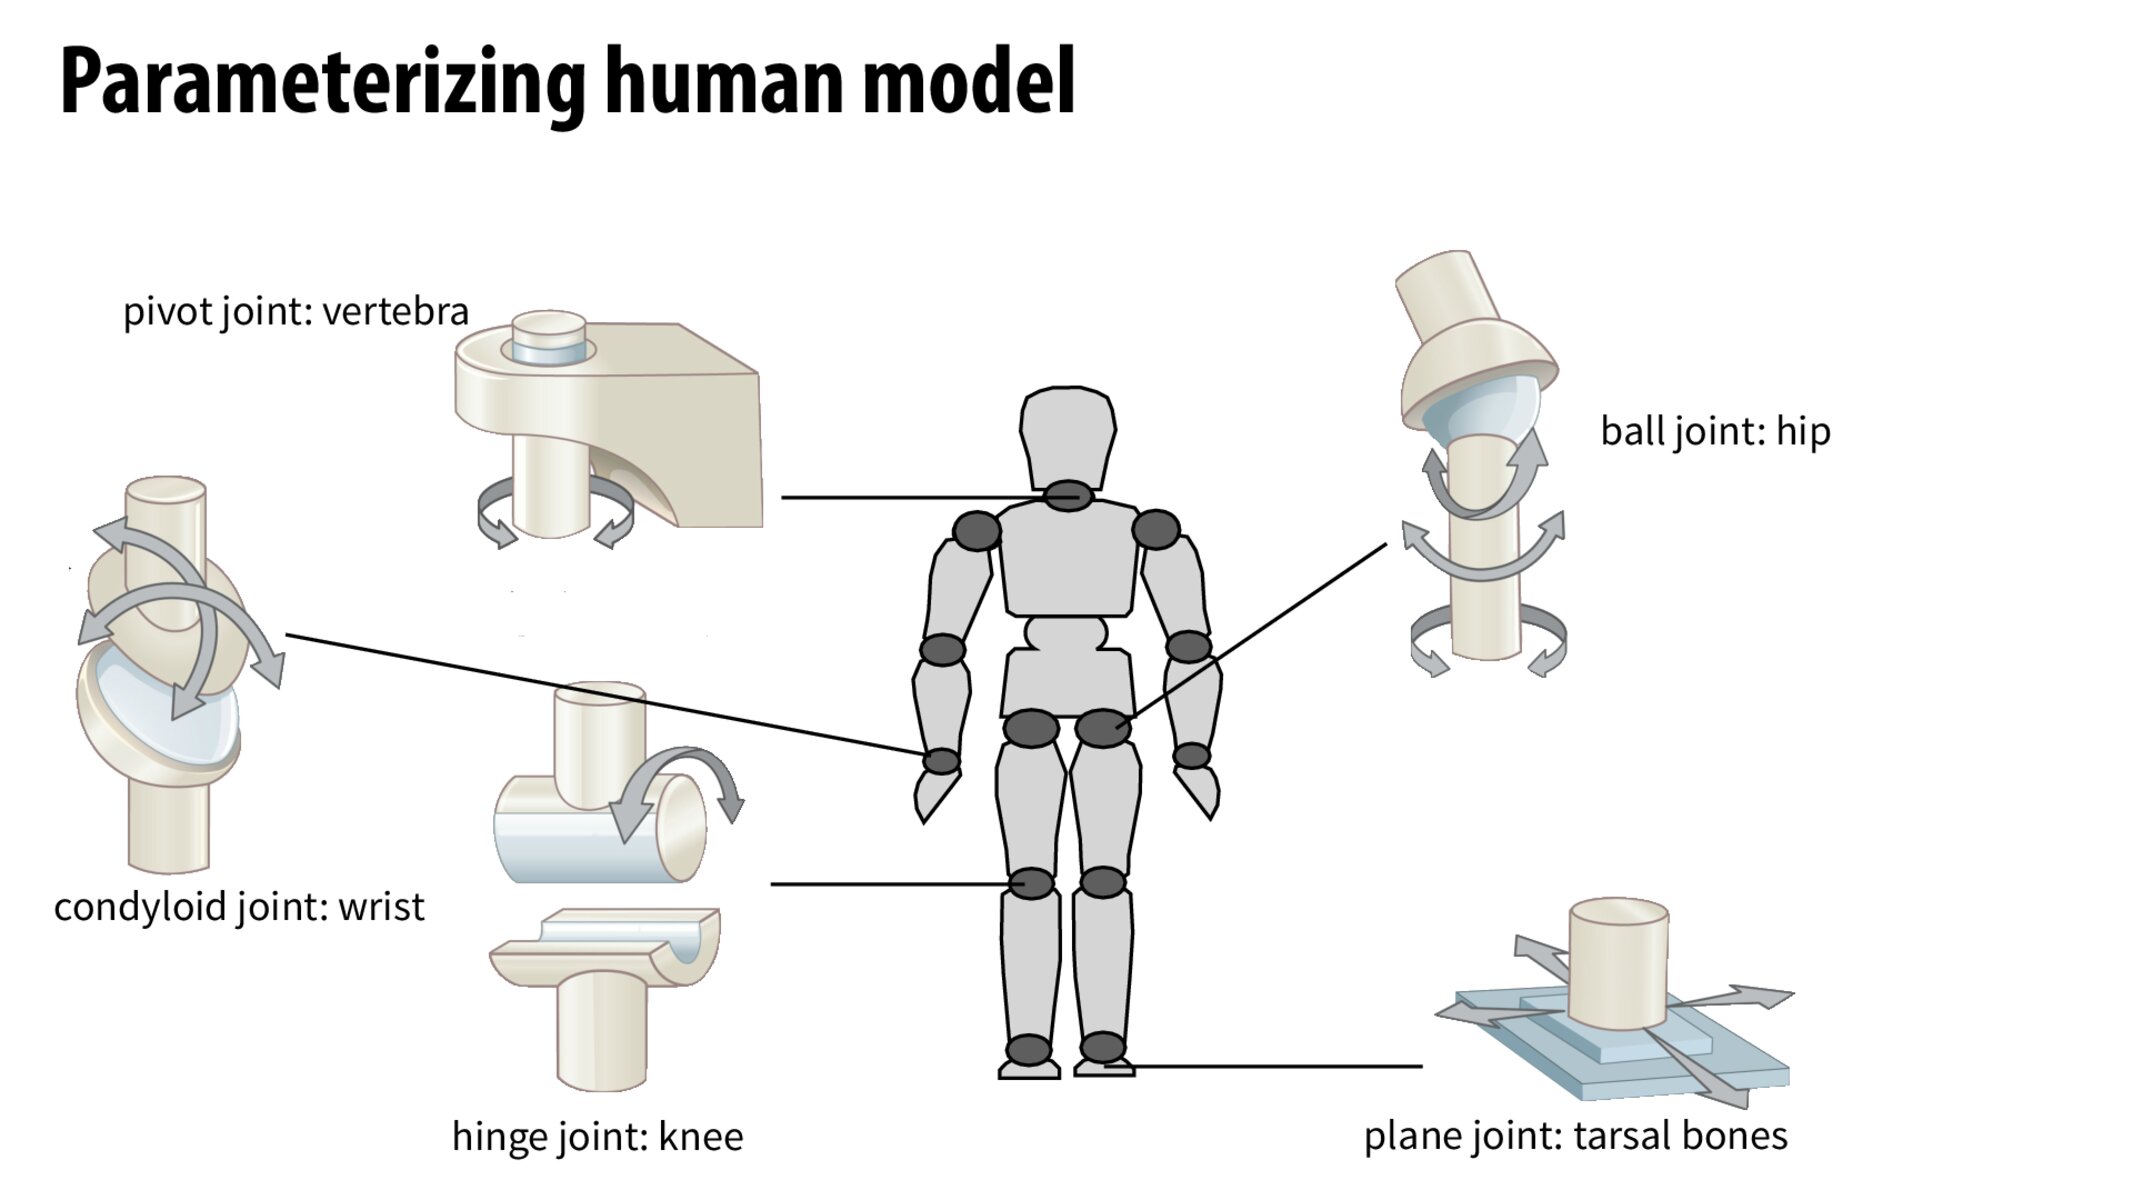 Parameterizing human model
pivot joint: vertebra
ball joint: hip
condyloid joint: wrist
hinge joint: knee
plane joint: tarsal bones